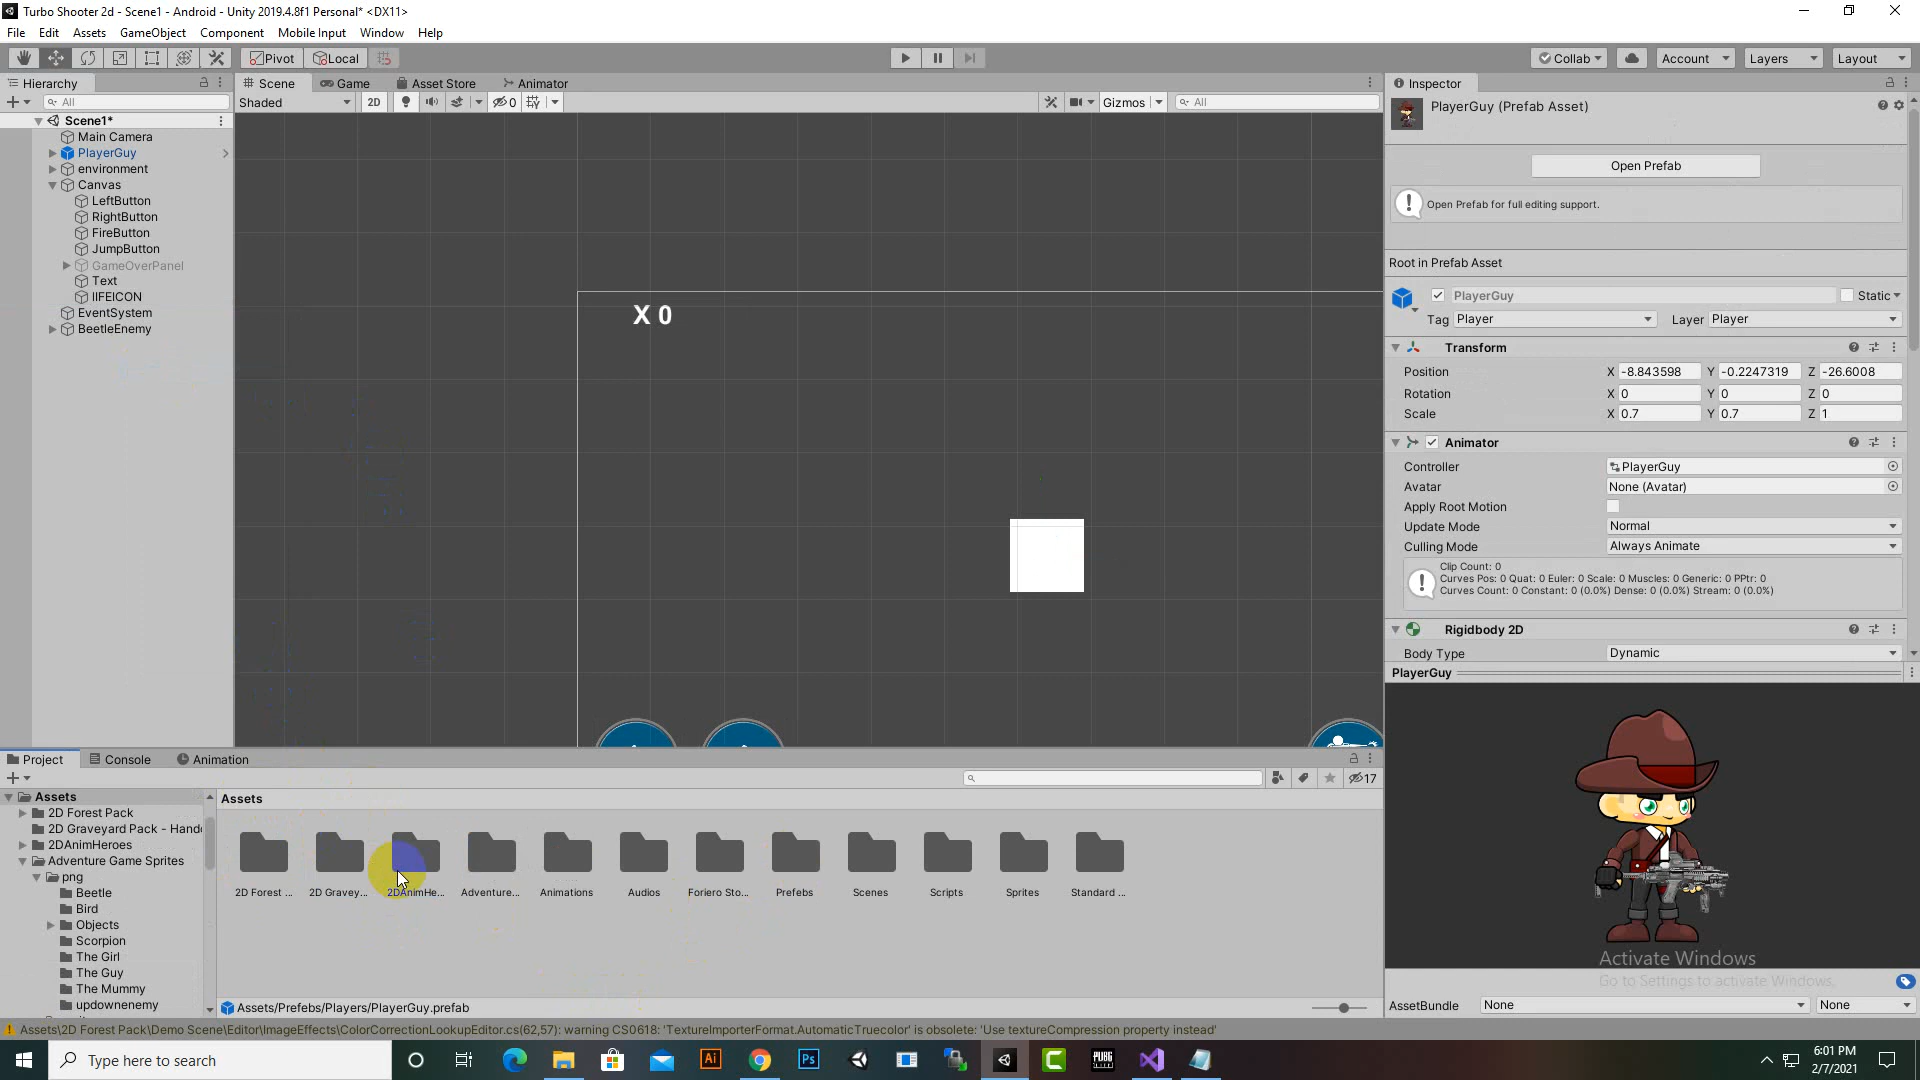 Turbo Shooter 2d - Scene1 - Android - Unity 2019.4.8f1 Personal* <DX11>
File Edit Assets GameObject Component Mobile Input Window Help
Pivot Local Collab Account Layers Layout
Hierarchy Scene Game Asset Store Animator Inspector
All Shaded 2D 0 Gizmos All
PlayerGuy (Prefab Asset)
Scene1*
Main Camera
PlayerGuy
environment
Canvas
LeftButton
RightButton
FireButton
JumpButton
GameOverPanel
Text
lIFEICON
EventSystem
BeetleEnemy
X 0
Open Prefab
Open Prefab for full editing support.
Root in Prefab Asset
PlayerGuy Static
Tag Player Layer Player
Transform
Position X -8.843598 Y -0.2247319 Z -26.6008
Rotation X 0 Y 0 Z 0
Scale X 0.7 Y 0.7 Z 1
Animator
Controller PlayerGuy
Avatar None (Avatar)
Apply Root Motion
Update Mode Normal
Culling Mode Always Animate
Clip Count: 0
Curves Pos: 0 Quat: 0 Euler: 0 Scale: 0 Muscles: 0 Generic: 0 PPtr: 0
Curves Count: 0 Constant: 0 (0.0%) Dense: 0 (0.0%) Stream: 0 (0.0%)
Rigidbody 2D
Body Type Dynamic
PlayerGuy
Project Console Animation
17
Assets
2D Forest Pack
2D Graveyard Pack - Hand
2DAnimHeroes
Adventure Game Sprites
png
Beetle
Bird
Objects
Scorpion
The Girl
The Guy
The Mummy
updownenemy
Assets
2D Forest ... 2D Gravey... 2DAnimHe... Adventure... Animations Audios Foriero Sto... Prefebs Scenes Scripts Sprites Standard ...
Assets/Prefebs/Players/PlayerGuy.prefab
Activate Windows
Go to Settings to activate Windows.
AssetBundle None None
Assets\2D Forest Pack\Demo Scene\Editor\ImageEffects\ColorCorrectionLookupEditor.cs(62,57): warning CS0618: 'TextureImporterFormat.AutomaticTruecolor' is obsolete: 'Use textureCompression property instead'
Type here to search
Ai
Ps
PUBG
6:01 PM
2/7/2021